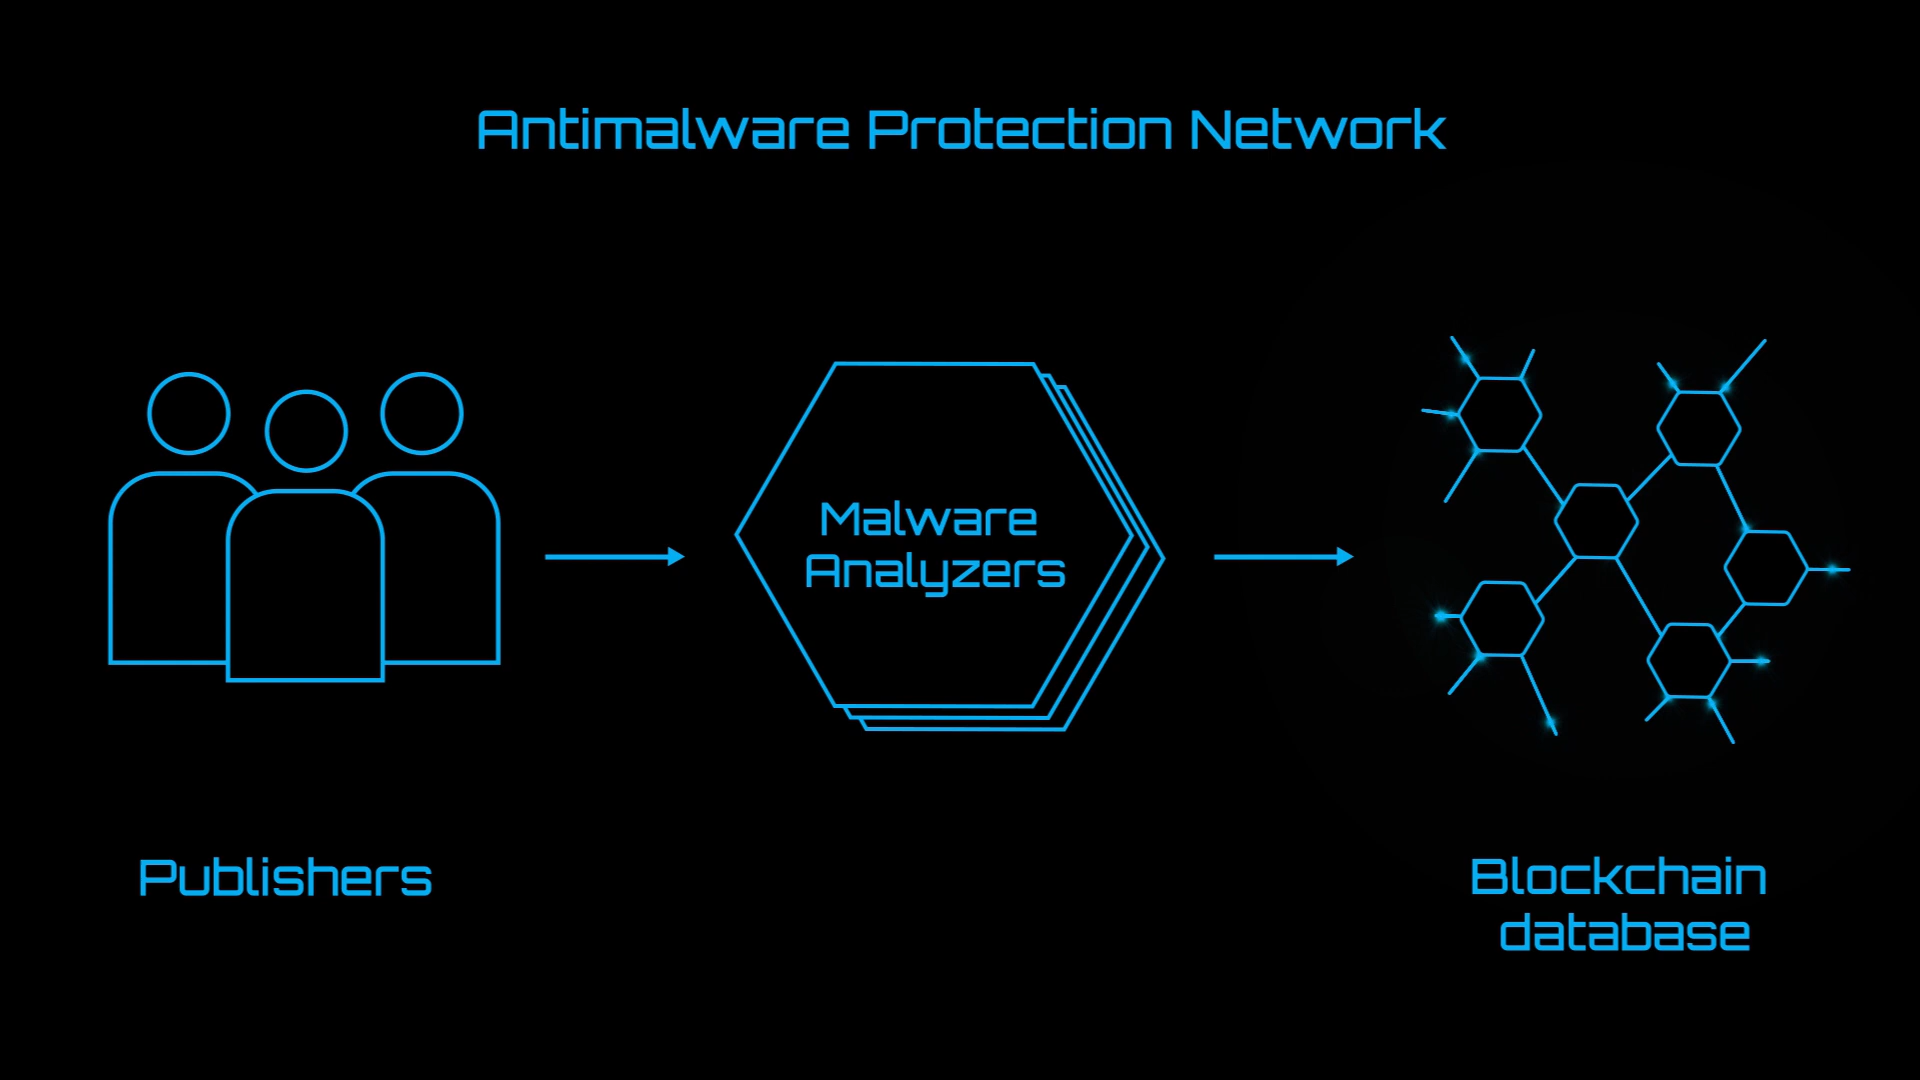 Antimalware Protection Network
Malware
Analyzers
Publishers
Blockchain
database